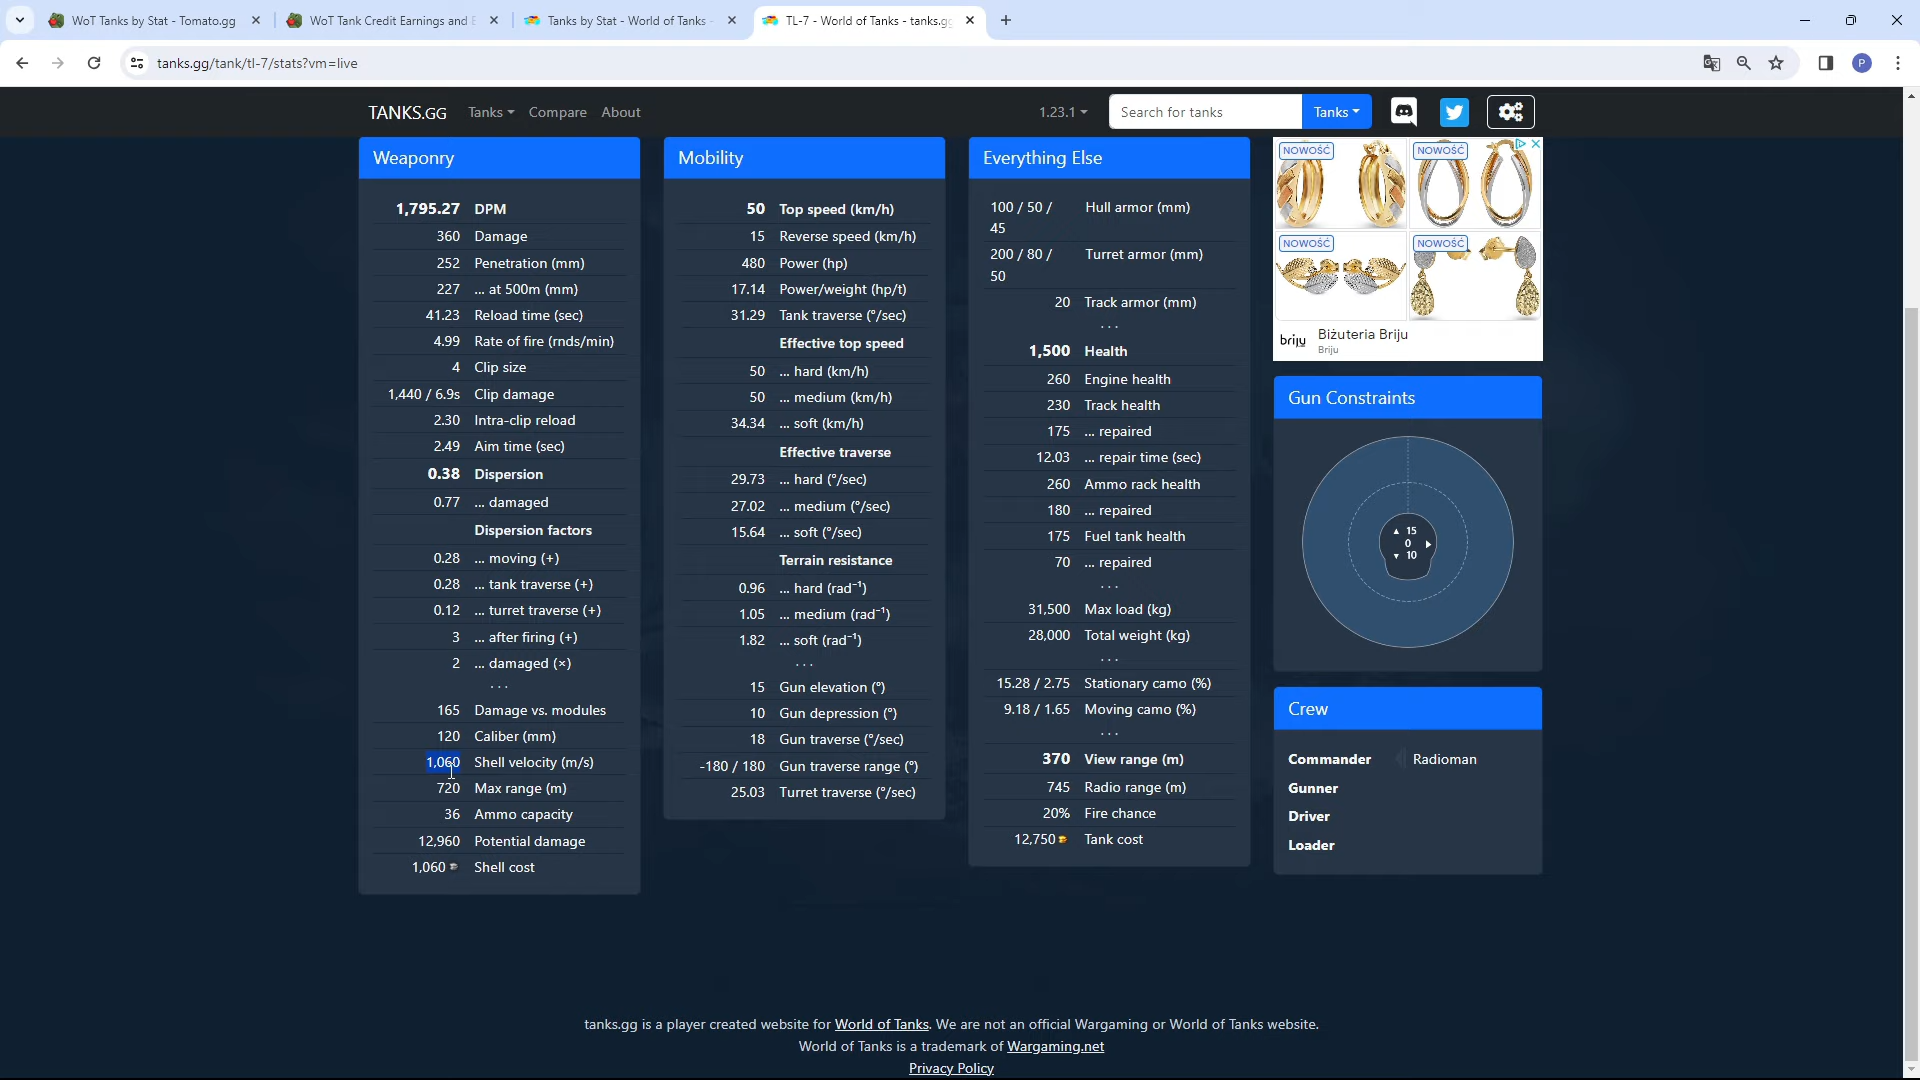 WoT Tanks by Stat - Tomato.gg
WoT Tank Credit Earnings and E
Tanks by Stat - World of Tanks -
TL-7 - World of Tanks - tanks.gg
tanks.gg/tank/tl-7/stats?vm=live
P
TANKS.GG Tanks Compare About 1.23.1 Search for tanks Tanks
Weaponry
1,795.27 DPM
360 Damage
252 Penetration (mm)
227 ... at 500m (mm)
41.23 Reload time (sec)
4.99 Rate of fire (rnds/min)
4 Clip size
1,440 / 6.9s Clip damage
2.30 Intra-clip reload
2.49 Aim time (sec)
0.38 Dispersion
0.77 ... damaged
Dispersion factors
0.28 ... moving (+)
0.28 ... tank traverse (+)
0.12 ... turret traverse (+)
3 ... after firing (+)
2 ... damaged (×)
...
165 Damage vs. modules
120 Caliber (mm)
1,060 Shell velocity (m/s)
720 Max range (m)
36 Ammo capacity
12,960 Potential damage
1,060 Shell cost
Mobility
50 Top speed (km/h)
15 Reverse speed (km/h)
480 Power (hp)
17.14 Power/weight (hp/t)
31.29 Tank traverse (°/sec)
Effective top speed
50 ... hard (km/h)
50 ... medium (km/h)
34.34 ... soft (km/h)
Effective traverse
29.73 ... hard (°/sec)
27.02 ... medium (°/sec)
15.64 ... soft (°/sec)
Terrain resistance
0.96 ... hard (rad⁻¹)
1.05 ... medium (rad⁻¹)
1.82 ... soft (rad⁻¹)
...
15 Gun elevation (°)
10 Gun depression (°)
18 Gun traverse (°/sec)
-180 / 180 Gun traverse range (°)
25.03 Turret traverse (°/sec)
Everything Else
100 / 50 / Hull armor (mm)
45
200 / 80 / Turret armor (mm)
50
20 Track armor (mm)
...
1,500 Health
260 Engine health
230 Track health
175 ... repaired
12.03 ... repair time (sec)
260 Ammo rack health
180 ... repaired
175 Fuel tank health
70 ... repaired
...
31,500 Max load (kg)
28,000 Total weight (kg)
...
15.28 / 2.75 Stationary camo (%)
9.18 / 1.65 Moving camo (%)
...
370 View range (m)
745 Radio range (m)
20% Fire chance
12,750 Tank cost
NOWOŚĆ NOWOŚĆ
NOWOŚĆ NOWOŚĆ
briju Biżuteria Briju
Briju
Gun Constraints
15
0
10
Crew
Commander Radioman
Gunner
Driver
Loader
tanks.gg is a player created website for World of Tanks. We are not an official Wargaming or World of Tanks website.
World of Tanks is a trademark of Wargaming.net
Privacy Policy